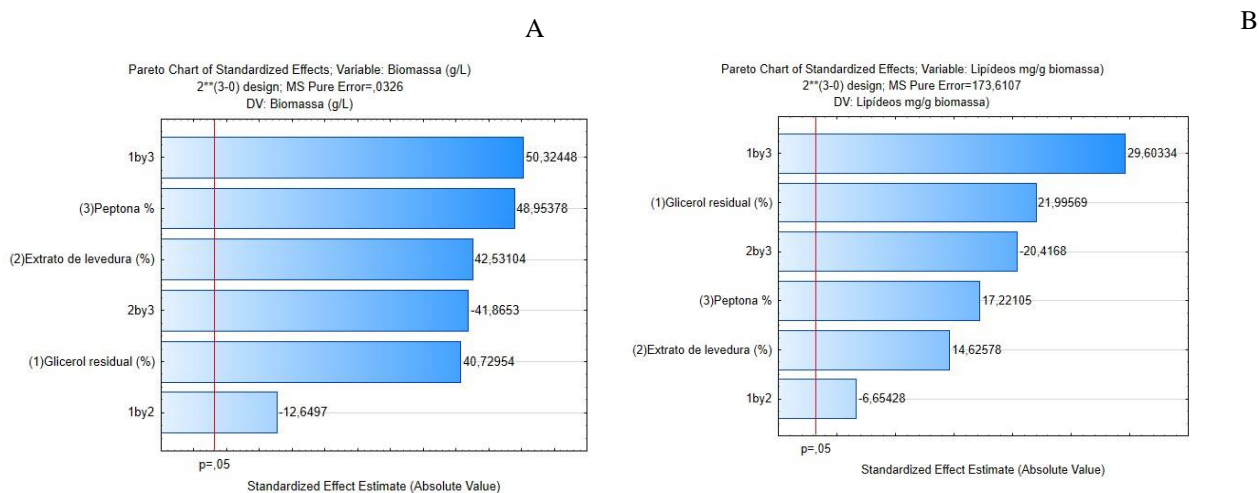 A
Pareto Chart of Standardized Effects; Variable: Biomassa (g/L)
2**(3-0) design; MS Pure Error=,0326
DV: Biomassa (g/L)
1by3
50,32448
(3)Peptona %
48,95378
(2)Extrato de levedura (%)
42,53104
2by3
-41,8653
(1)Glicerol residual (%)
40,72954
1by2
-12,6497
p=,05
Standardized Effect Estimate (Absolute Value)
B
Pareto Chart of Standardized Effects; Variable: Lipídeos mg/g biomassa)
2**(3-0) design; MS Pure Error=173,6107
DV: Lipídeos mg/g biomassa)
1by3
29,60334
(1)Glicerol residual (%)
21,99569
2by3
-20,4168
(3)Peptona %
17,22105
(2)Extrato de levedura (%)
14,62578
1by2
-6,65428
p=,05
Standardized Effect Estimate (Absolute Value)